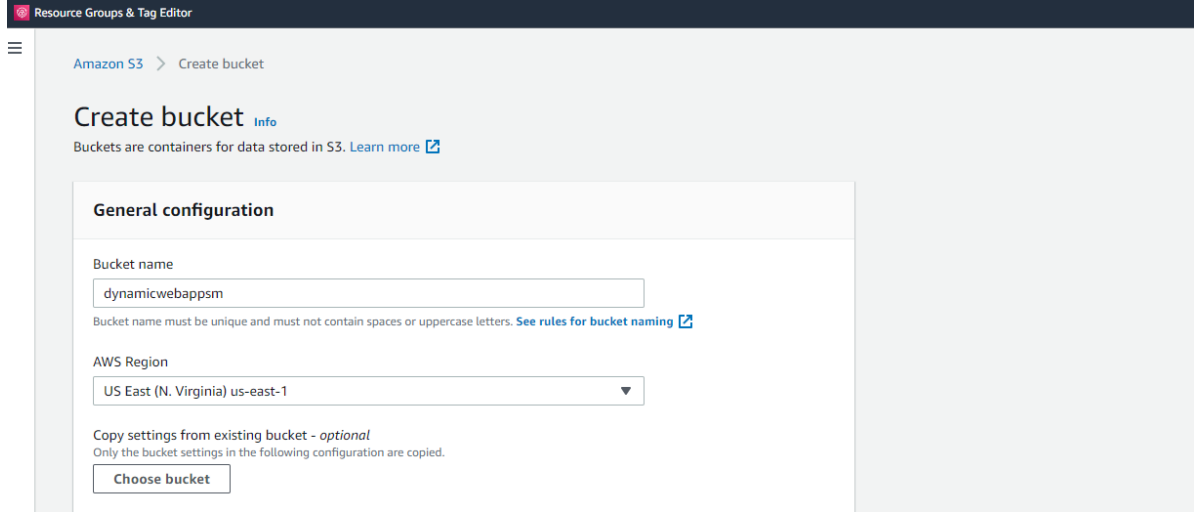 Resource Groups & Tag Editor
Amazon S3 > Create bucket
Create bucket Info
Buckets are containers for data stored in S3. Learn more
General configuration
Bucket name
dynamicwebappsm
Bucket name must be unique and must not contain spaces or uppercase letters. See rules for bucket naming
AWS Region
US East (N. Virginia) us-east-1
Copy settings from existing bucket - optional
Only the bucket settings in the following configuration are copied.
Choose bucket